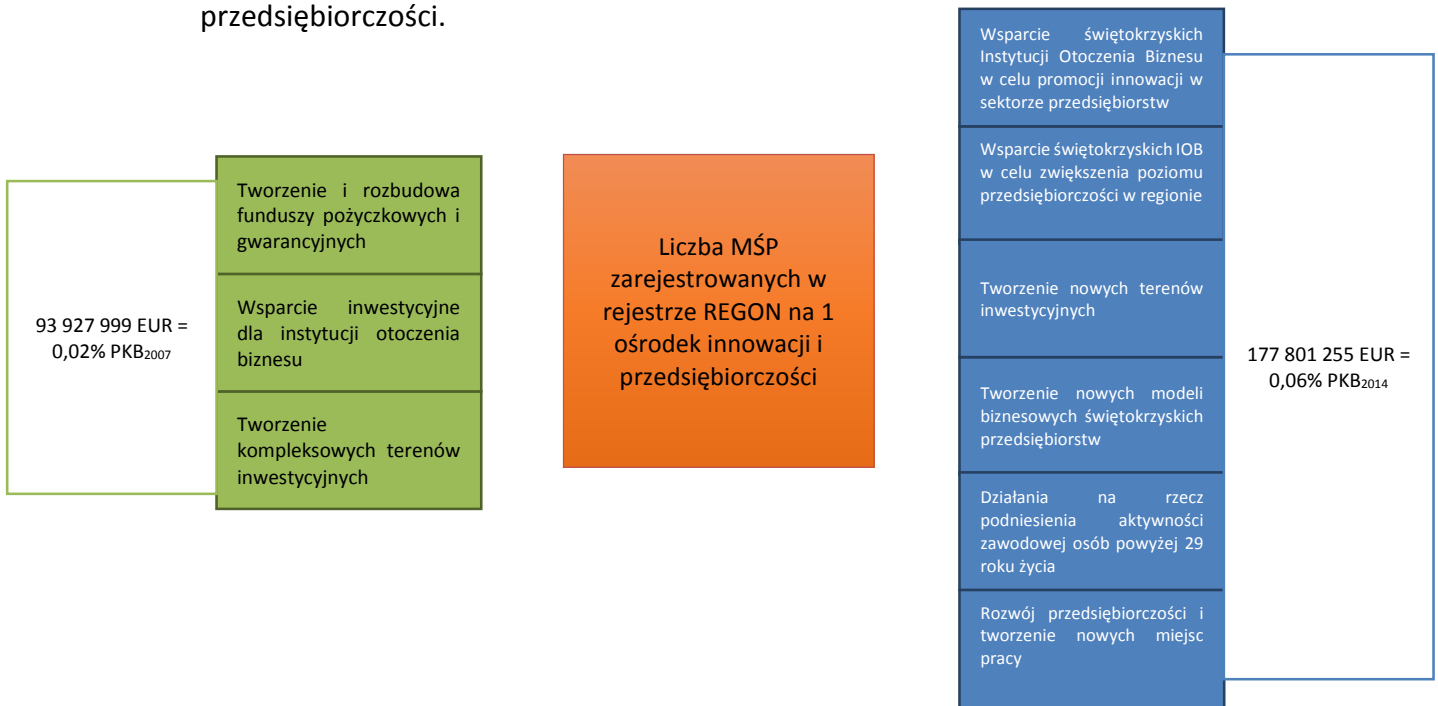 przedsiębiorczości.
93 927 999 EUR =
0,02% PKB2007
Tworzenie i rozbudowa
funduszy pożyczkowych i
gwarancyjnych
Wsparcie inwestycyjne
dla instytucji otoczenia
biznesu
Tworzenie
kompleksowych terenów
inwestycyjnych
Liczba MŚP
zarejestrowanych w
rejestrze REGON na 1
ośrodek innowacji i
przedsiębiorczości
Wsparcie świętokrzyskich
Instytucji Otoczenia Biznesu
w celu promocji innowacji w
sektorze przedsiębiorstw
Wsparcie świętokrzyskich IOB
w celu zwiększenia poziomu
przedsiębiorczości w regionie
Tworzenie nowych terenów
inwestycyjnych
Tworzenie nowych modeli
biznesowych świętokrzyskich
przedsiębiorstw
Działania na rzecz
podniesienia aktywności
zawodowej osób powyżej 29
roku życia
Rozwój przedsiębiorczości i
tworzenie nowych miejsc
pracy
177 801 255 EUR =
0,06% PKB2014